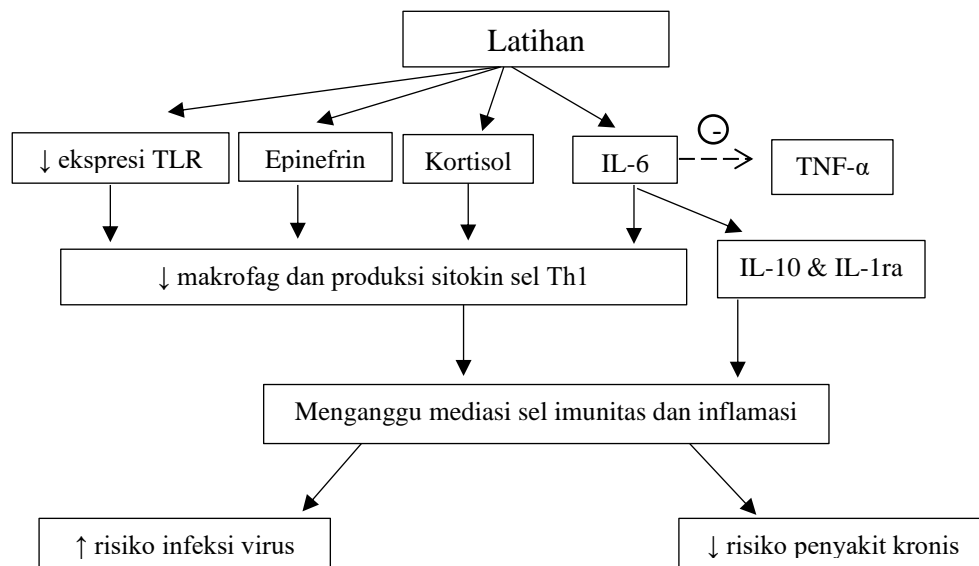 Latihan
↓ ekspresi TLR
Epinefrin
Kortisol
IL-6
-
TNF-α
↓ makrofag dan produksi sitokin sel Th1
IL-10 & IL-1ra
Menganggu mediasi sel imunitas dan inflamasi
↑ risiko infeksi virus
↓ risiko penyakit kronis